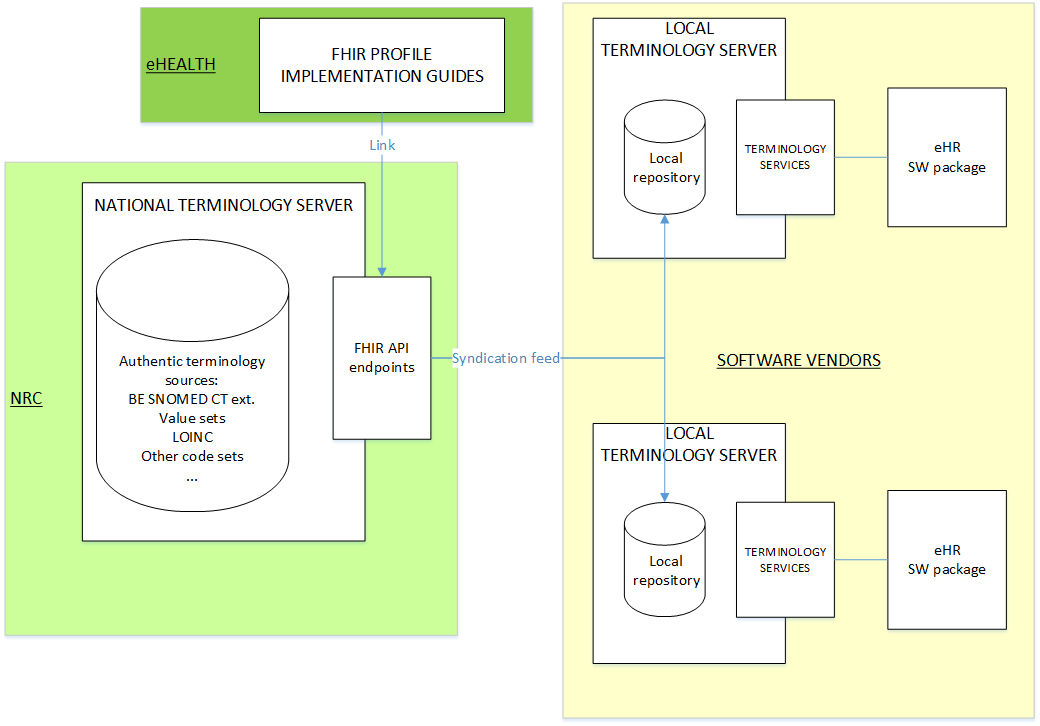 eHEALTH
FHIR PROFILE
IMPLEMENTATION GUIDES
Link
NRC
NATIONAL TERMINOLOGY SERVER
Authentic terminology
sources:
BE SNOMED CT ext.
Value sets
LOINC
Other code sets
...
FHIR API
endpoints
Syndication feed
SOFTWARE VENDORS
LOCAL
TERMINOLOGY SERVER
Local
repository
TERMINOLOGY
SERVICES
eHR
SW package
LOCAL
TERMINOLOGY SERVER
Local
repository
TERMINOLOGY
SERVICES
eHR
SW package